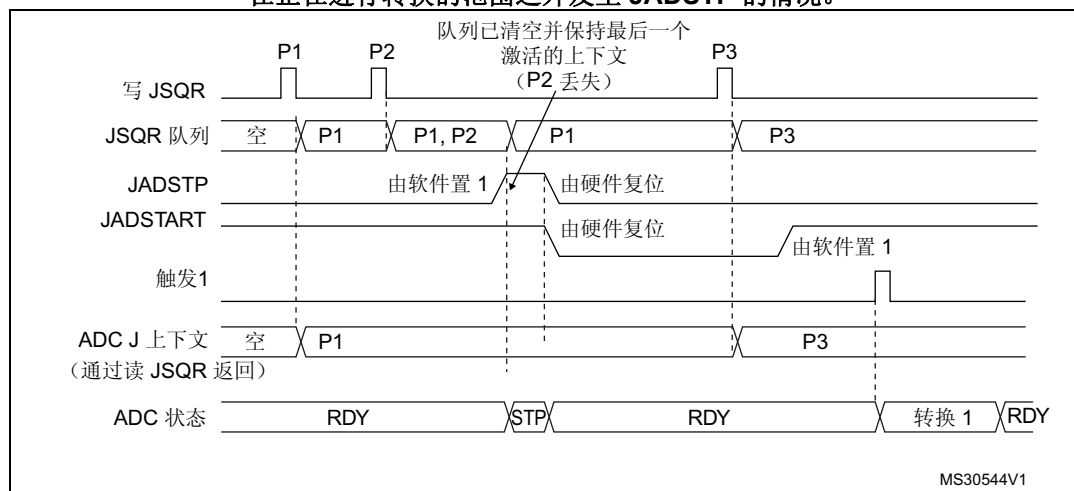 在正在进行转换的范围之外发生 JADSTP 的情况。
队列已清空并保持最后一个
激活的上下文
（P2 丢失）
P1 P2 P3
写 JSQR
JSQR 队列 空 P1 P1, P2 P1 P3
JADSTP 由软件置 1 由硬件复位
JADSTART 由硬件复位 由软件置 1
触发1
ADC J 上下文 空 P1 P3
（通过读 JSQR 返回）
ADC 状态 RDY STP RDY 转换 1 RDY
MS30544V1